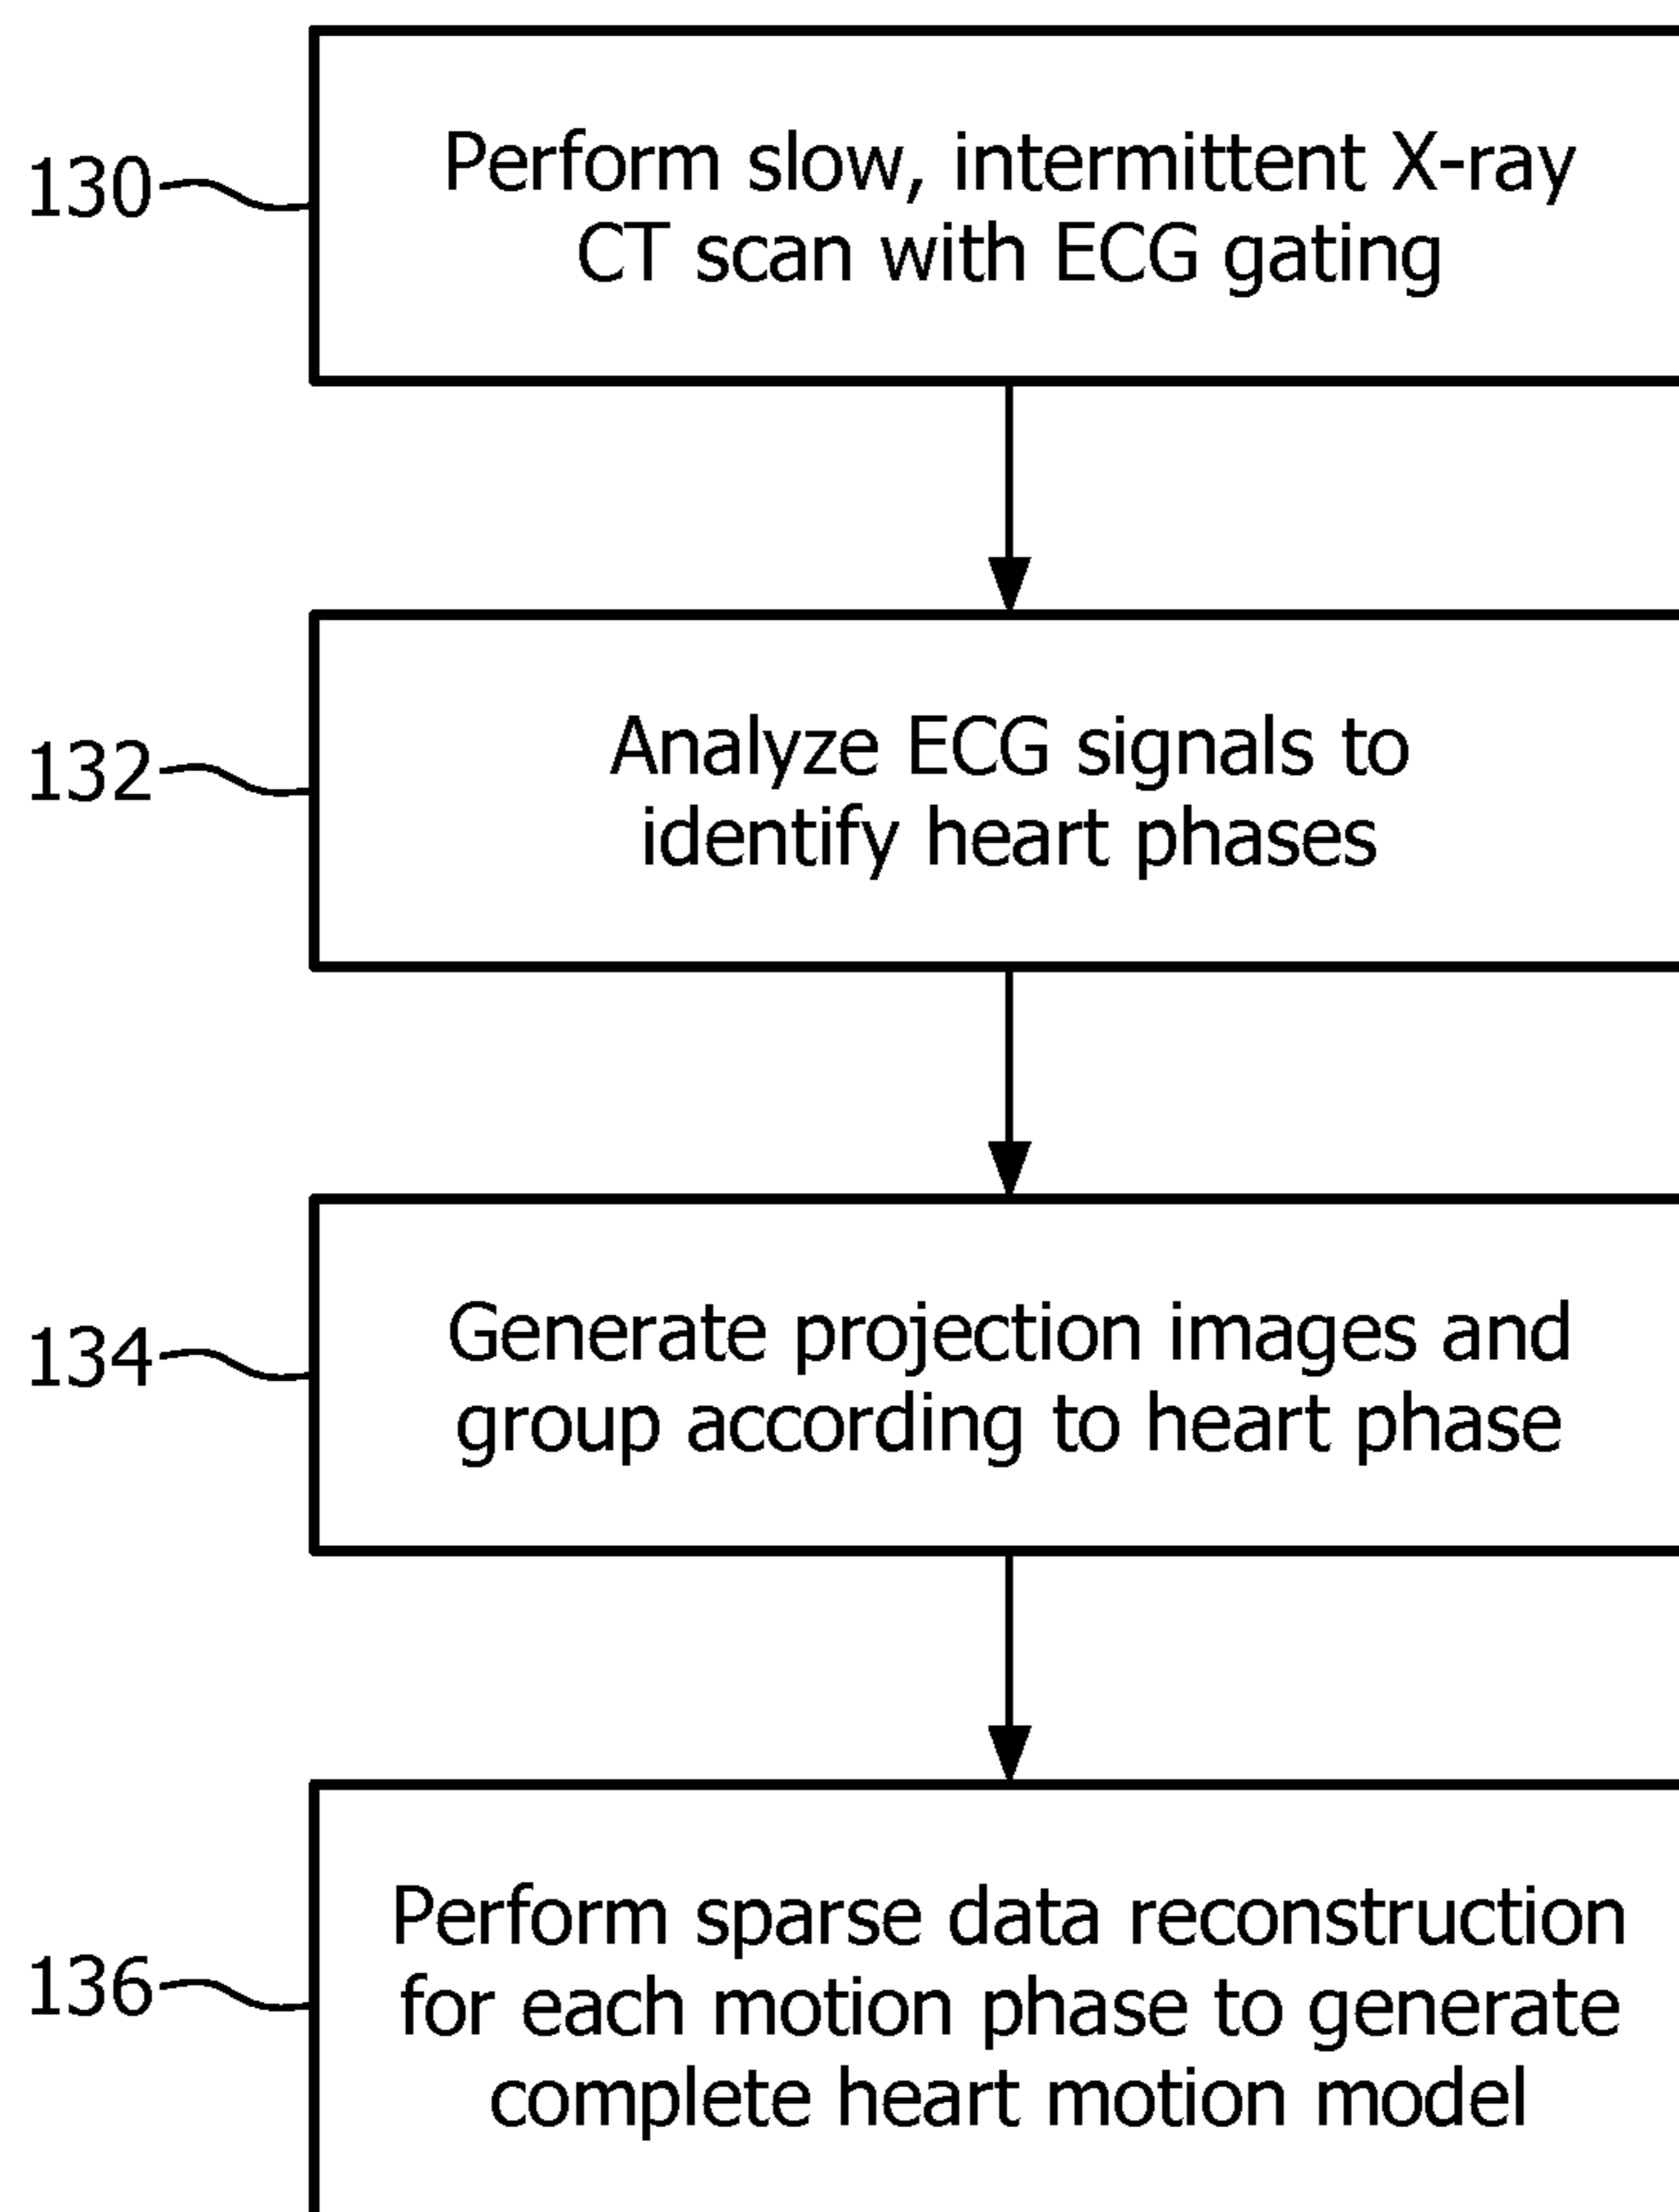 130
Perform slow, intermittent X-ray
CT scan with ECG gating
132
Analyze ECG signals to
identify heart phases
134
Generate projection images and
group according to heart phase
136
Perform sparse data reconstruction
for each motion phase to generate
complete heart motion model